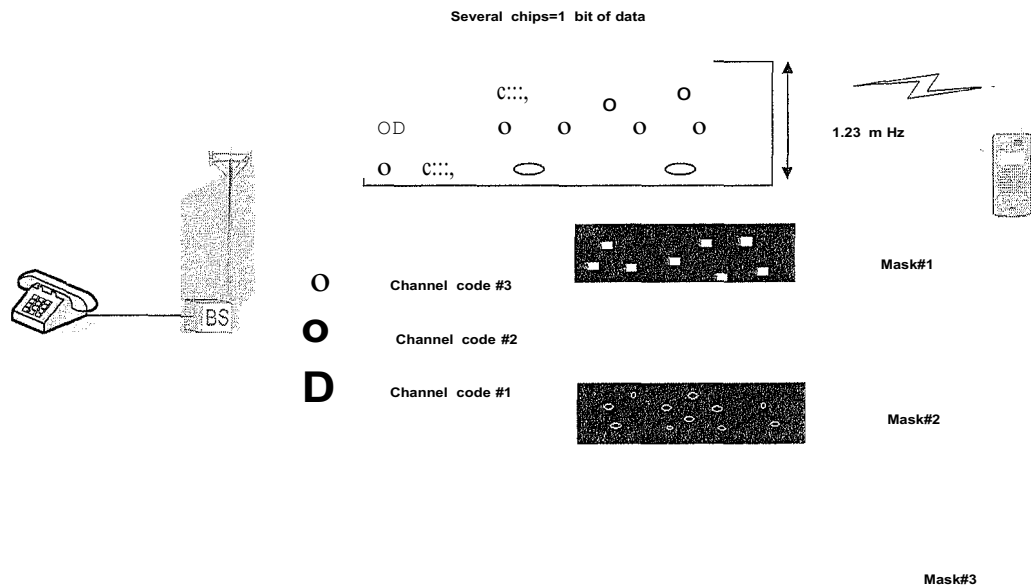 Several chips=1 bit of data
c:::,
o
o
OD
o
o
o
o
1.23 m Hz
o
c:::,
Mask#1
O
Channel code #3
BS
o
Channel code #2
D
Channel code #1
Mask#2
Mask#3